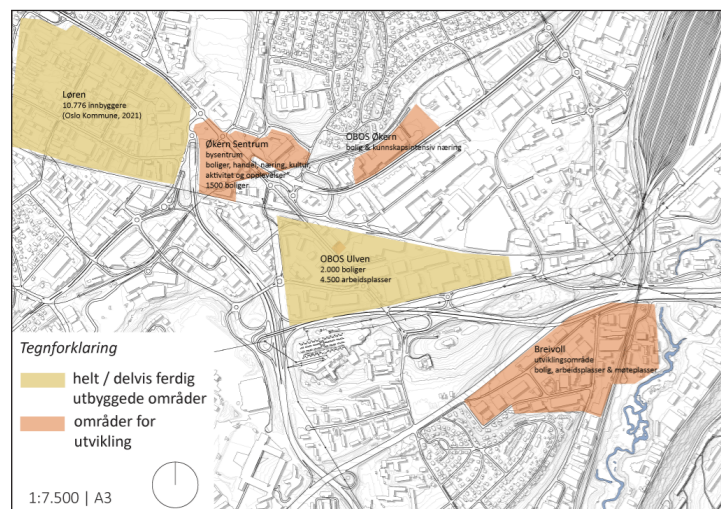 Løren
10.776 innbyggere
(Oslo Kommune, 2021)
Økern Sentrum
bysentrum
boliger, handel, næring, kultur,
aktivitet og opplevelser"
1500 boliger
OBOS Økern
bolig & kunnskapsintensiv næring
OBOS Ulven
2.000 boliger
4.500 arbeidsplasser
Breivoll
utviklingsområde
bolig, arbeidsplasser & møteplasser
Tegnforklaring
helt / delvis ferdig
utbyggede områder
områder for
utvikling
1:7.500 | A3